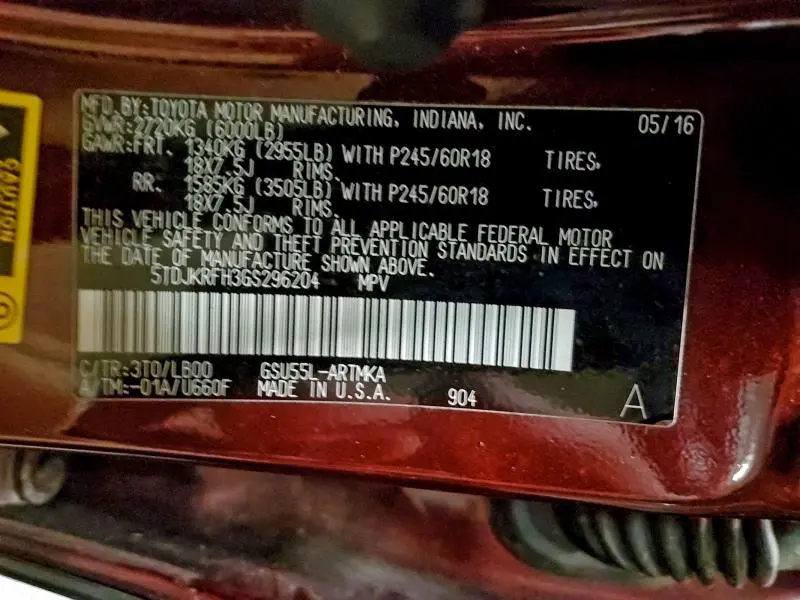 MFD.BY:TOYOTA MOTOR MANUFACTURING, INDIANA, INC. 05/16
GVWR:2720KG (6000LB)
GAWR:FRT. 1340KG (2955LB) WITH P245/60R18 TIRES,
18X7.5J RIMS,
RR. 1585KG (3505LB) WITH P245/60R18 TIRES,
18X7.5J RIMS.
THIS VEHICLE CONFORMS TO ALL APPLICABLE FEDERAL MOTOR
VEHICLE SAFETY AND THEFT PREVENTION STANDARDS IN EFFECT ON
THE DATE OF MANUFACTURE SHOWN ABOVE.
5TDJKRFH3GS296204 MPV
C/TR:3T0/LB00 GSU55L-ARTMKA
A/TM:-01A/U660F MADE IN U.S.A. 904 A
CAUTION